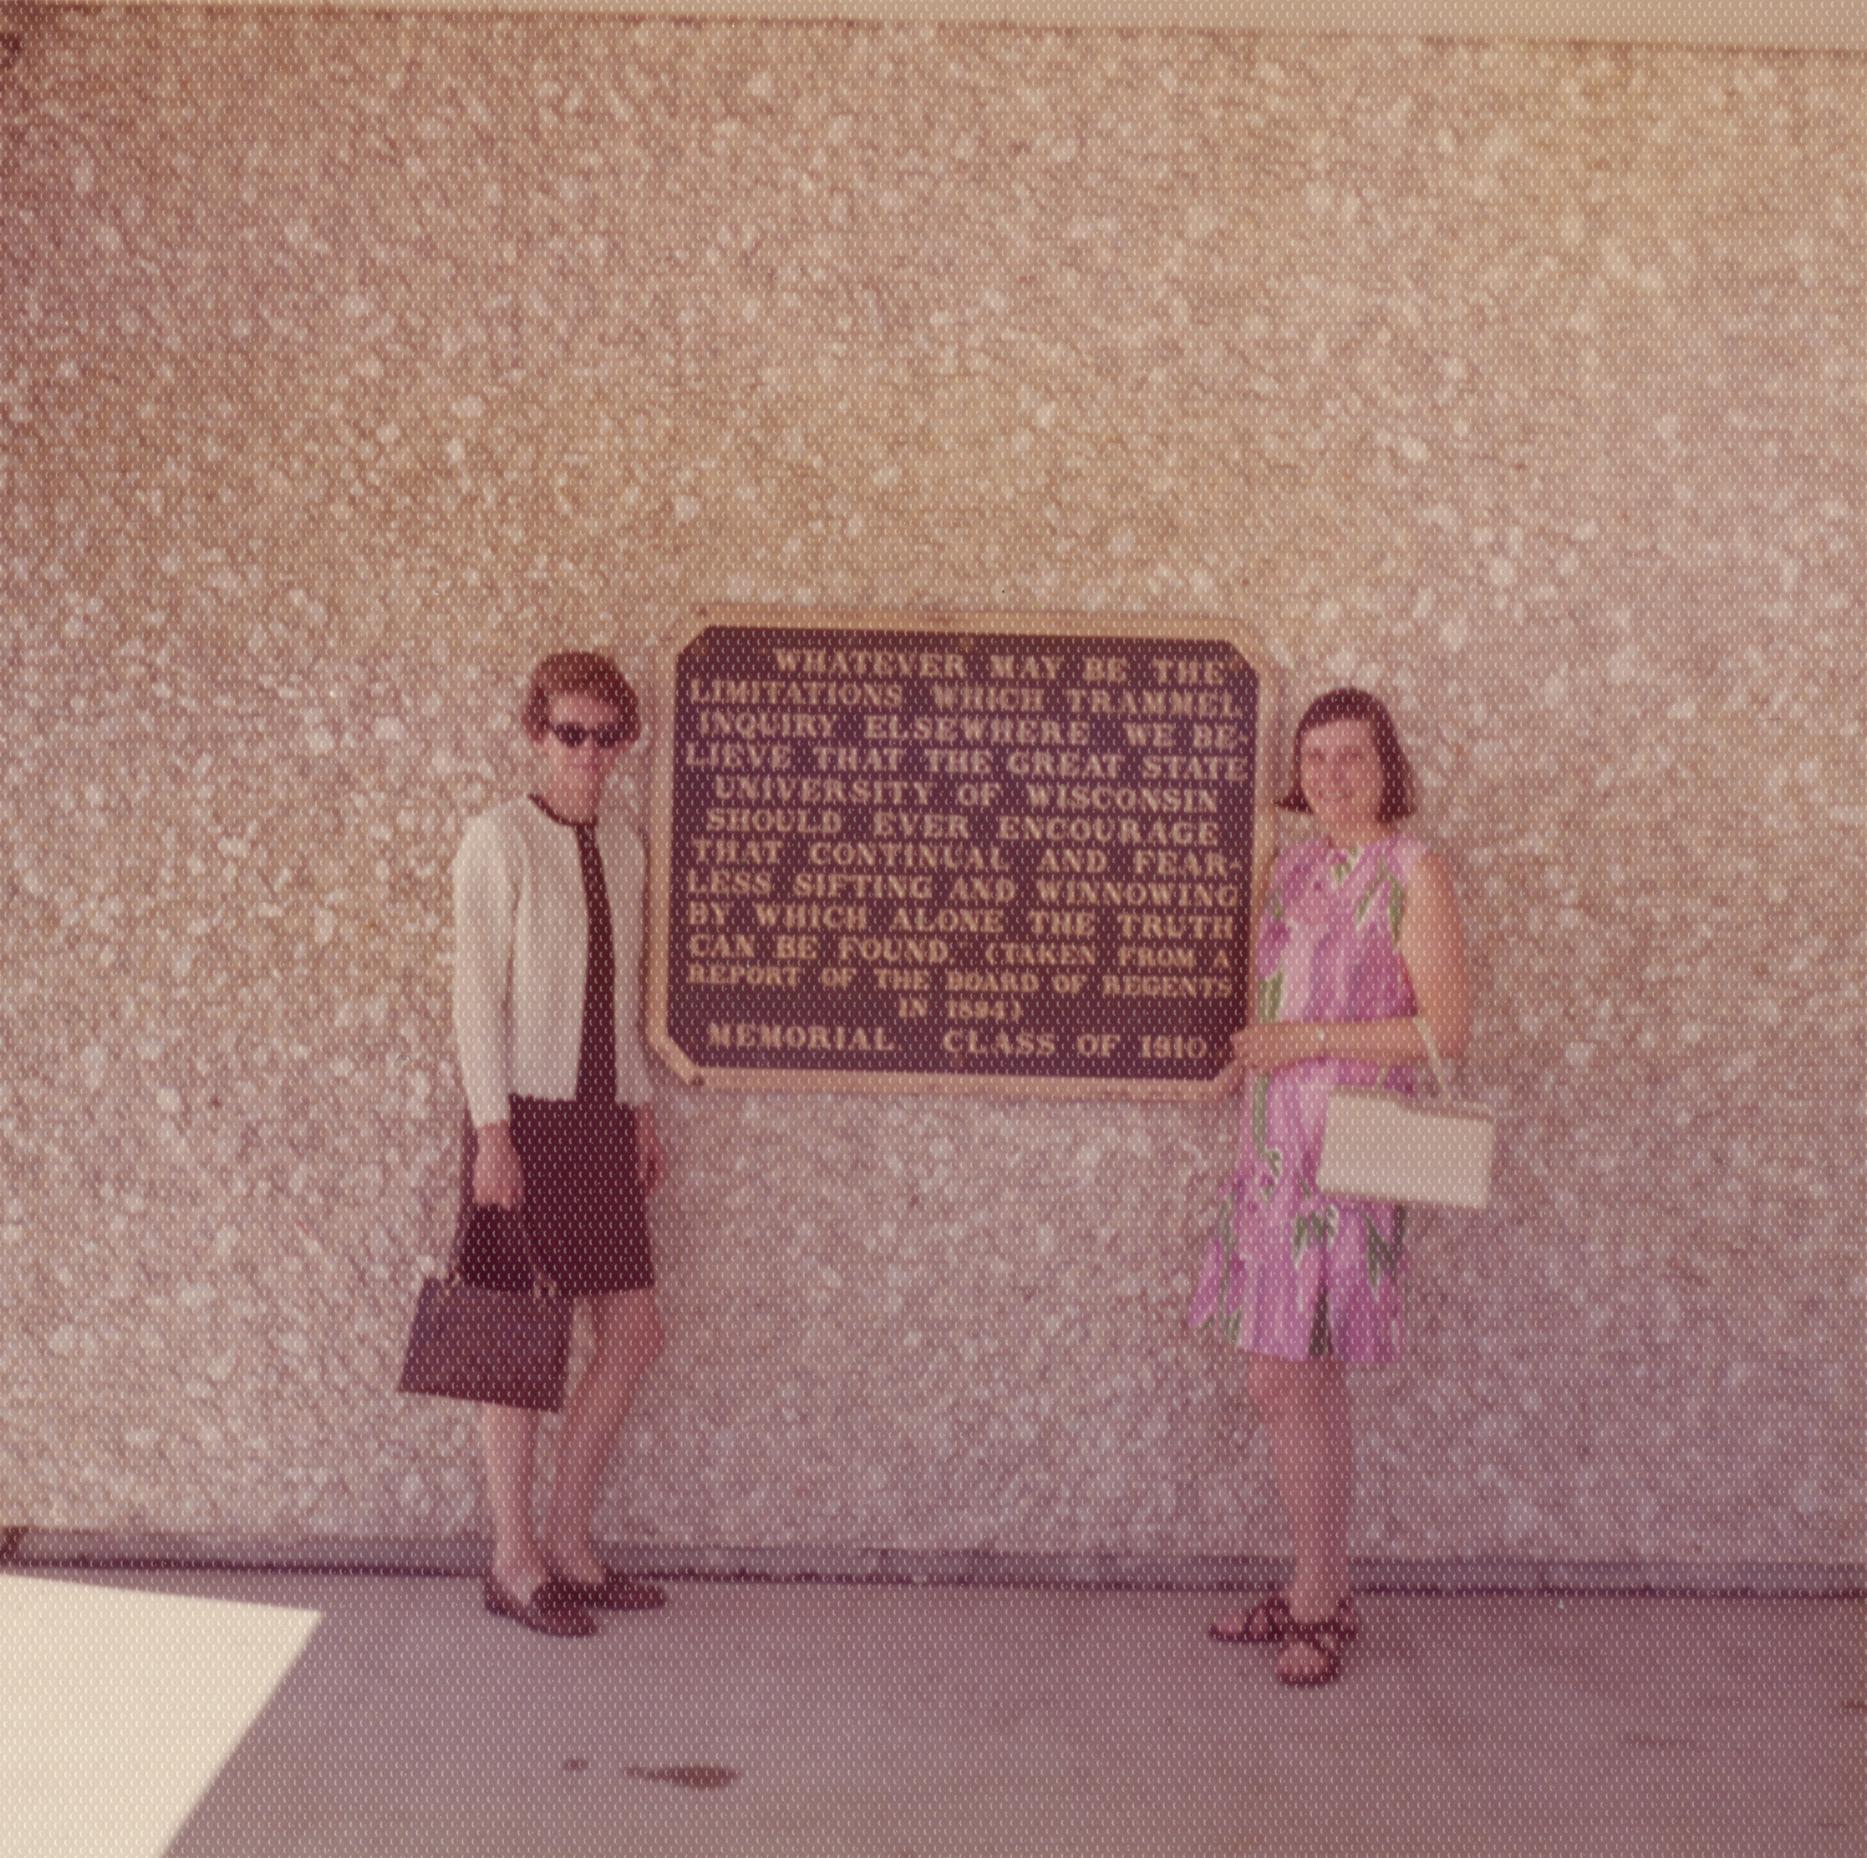 WHATEVER MAY BE THE
LIMITATIONS WHICH TRAMMEL
INQUIRY ELSEWHERE WE BE-
LIEVE THAT THE GREAT STATE
UNIVERSITY OF WISCONSIN
SHOULD EVER ENCOURAGE
THAT CONTINUAL AND FEAR-
LESS SIFTING AND WINNOWING
BY WHICH ALONE THE TRUTH
CAN BE FOUND." (TAKEN FROM A
REPORT OF THE BOARD OF REGENTS
IN 1894)
MEMORIAL CLASS OF 1910